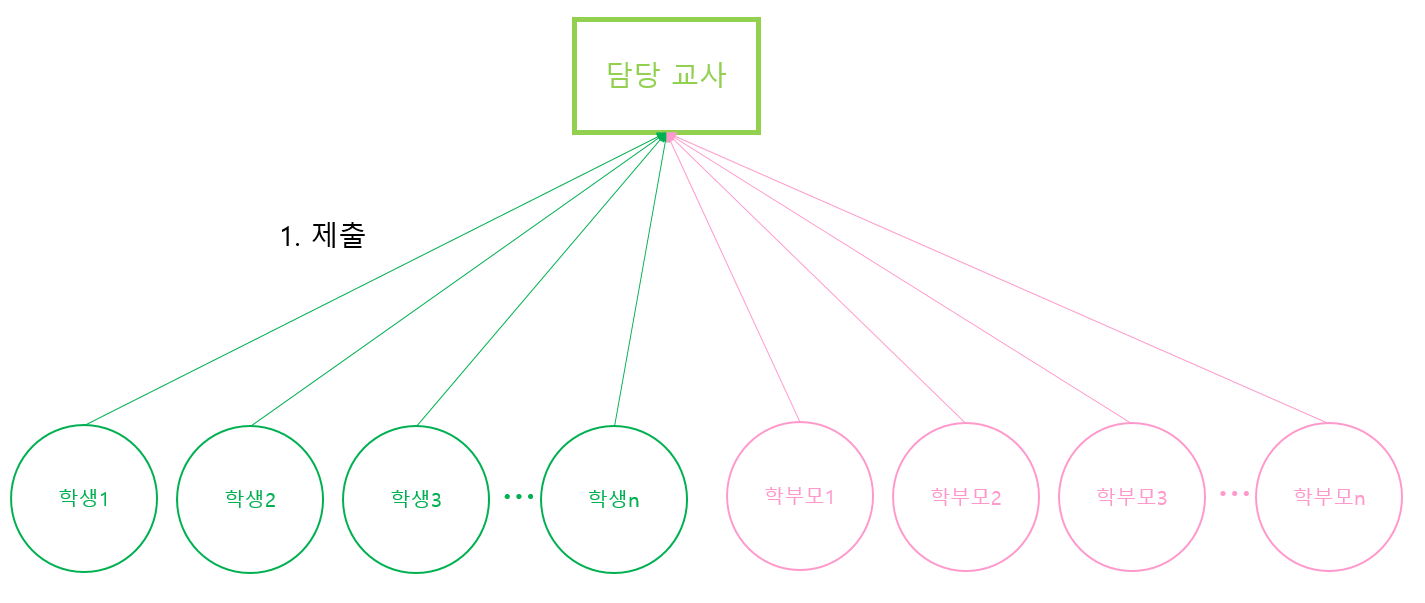 담당 교사
1. 제출
학생1
학생2
학생3
...
학생n
학부모1
학부모2
학부모3
...
학부모n